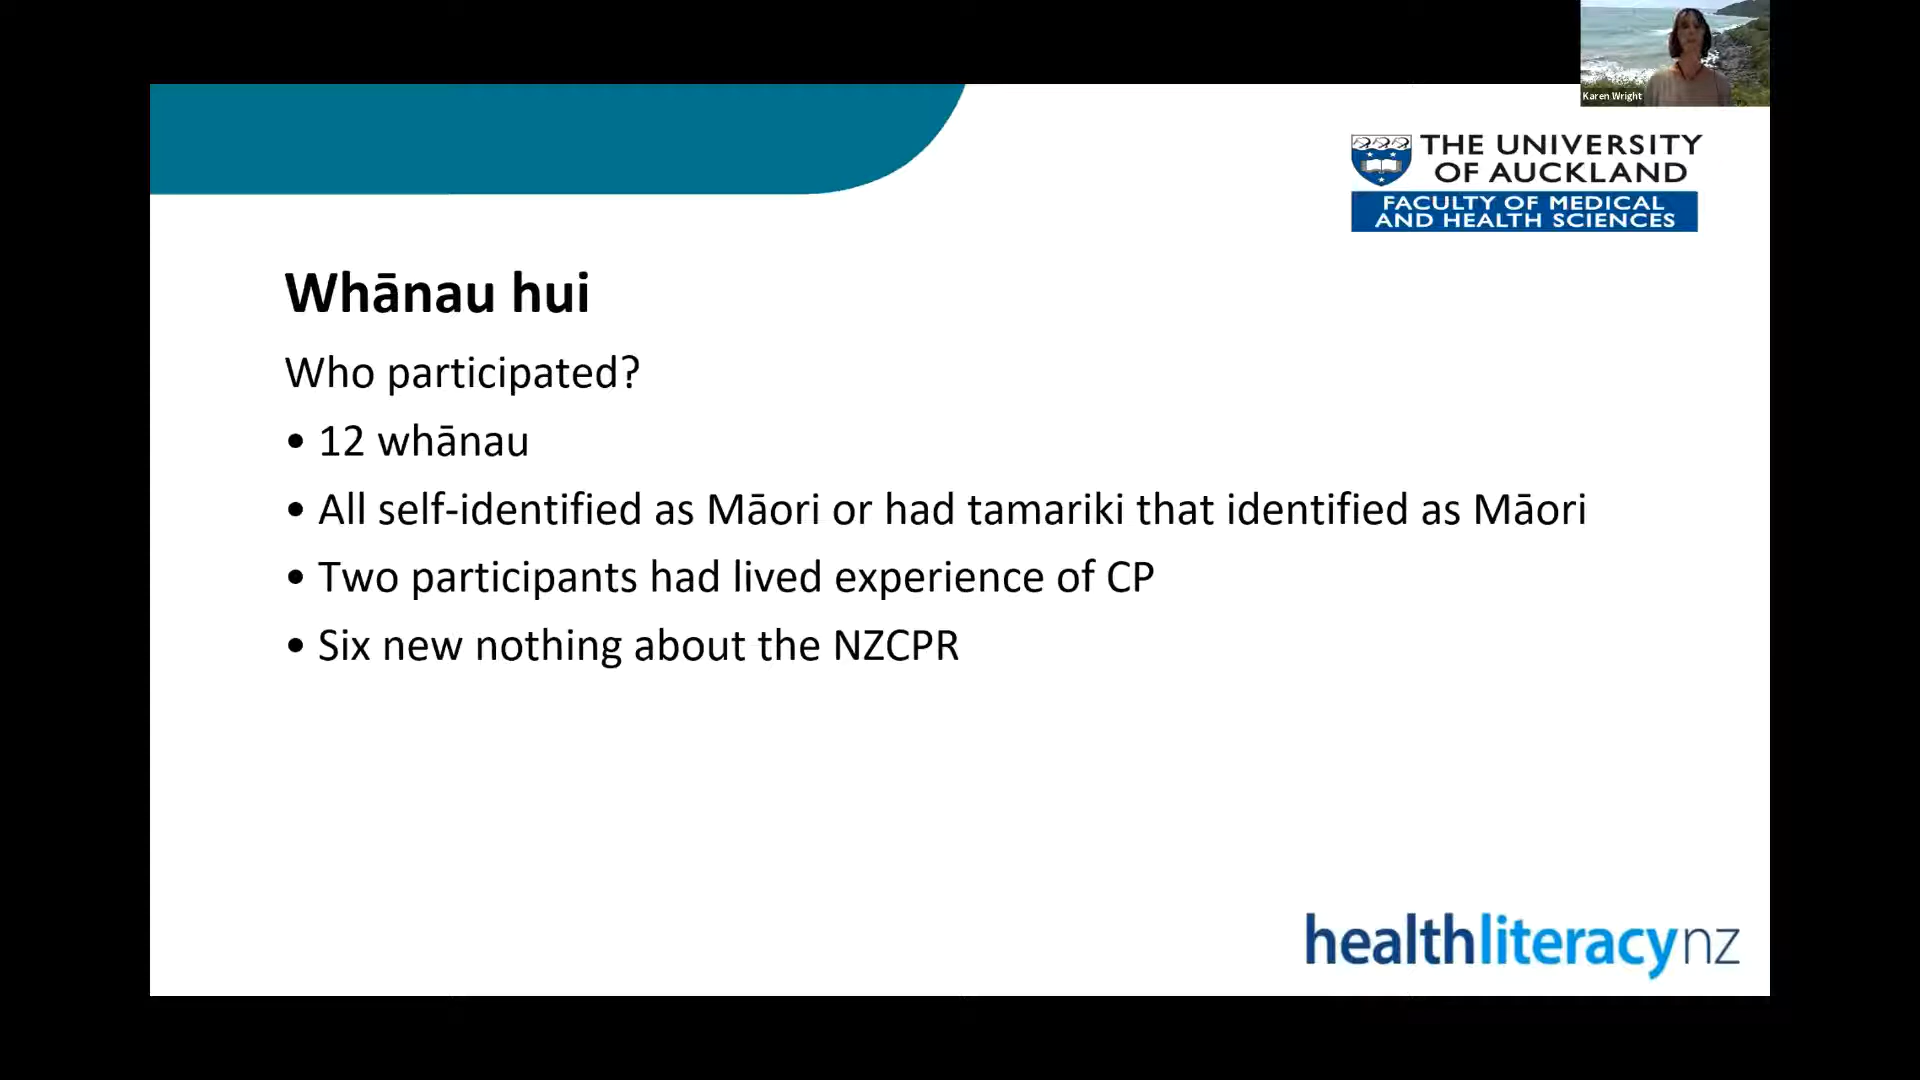 Karen Wright
THE UNIVERSITY
OF AUCKLAND
FACULTY OF MEDICAL
AND HEALTH SCIENCES
Whānau hui
Who participated?
• 12 whānau
• All self-identified as Māori or had tamariki that identified as Māori
• Two participants had lived experience of CP
• Six new nothing about the NZCPR
healthliteracynz